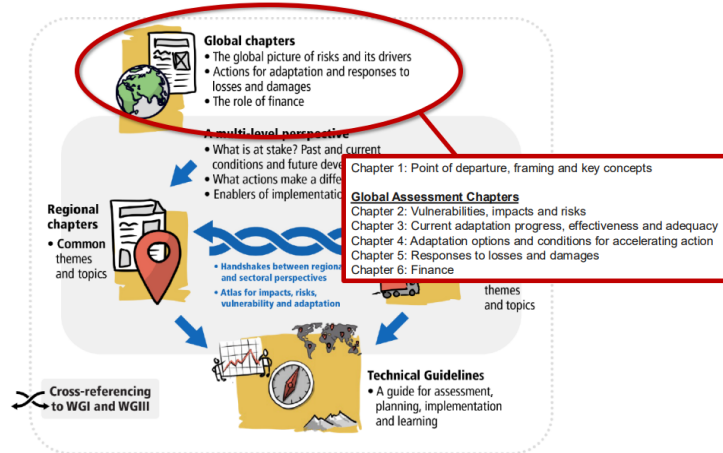 Global chapters
• The global picture of risks and its drivers
• Actions for adaptation and responses to
losses and damages
• The role of finance
A multi-level perspective
• What is at stake? Past and current
conditions and future
• What actions make a
• Enablers of
Chapter 1: Point of departure, framing and key concepts
Global Assessment Chapters
Chapter 2: Vulnerabilities, impacts and risks
Chapter 3: Current adaptation progress, effectiveness and adequacy
Chapter 4: Adaptation options and conditions for accelerating action
Chapter 5: Responses to losses and damages
Chapter 6: Finance
Regional
chapters
• Common
themes
and topics
• Handshakes between
and sectoral perspectives
• Atlas for impacts, risks,
vulnerability and adaptation
themes
and topics
Technical Guidelines
• A guide for assessment,
planning, implementation
and learning
Cross-referencing
to WGI and WGIII